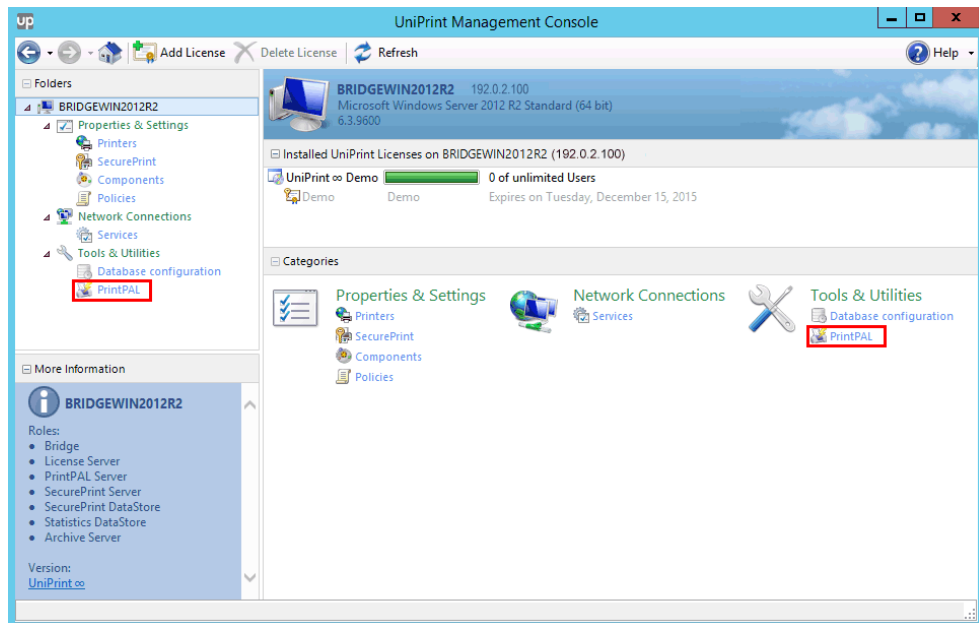 up
UniPrint Management Console
Add License Delete License Refresh Help
Folders
BRIDGEWIN2012R2
Properties & Settings
Printers
SecurePrint
Components
Policies
Network Connections
Services
Tools & Utilities
Database configuration
PrintPAL
More Information
BRIDGEWIN2012R2
Roles:
Bridge
License Server
PrintPAL Server
SecurePrint Server
SecurePrint DataStore
Statistics DataStore
Archive Server
Version:
UniPrint ∞
BRIDGEWIN2012R2 192.0.2.100
Microsoft Windows Server 2012 R2 Standard (64 bit)
6.3.9600
Installed UniPrint Licenses on BRIDGEWIN2012R2 (192.0.2.100)
UniPrint ∞ Demo 0 of unlimited Users
Demo Demo Expires on Tuesday, December 15, 2015
Categories
Properties & Settings
Printers
SecurePrint
Components
Policies
Network Connections
Services
Tools & Utilities
Database configuration
PrintPAL